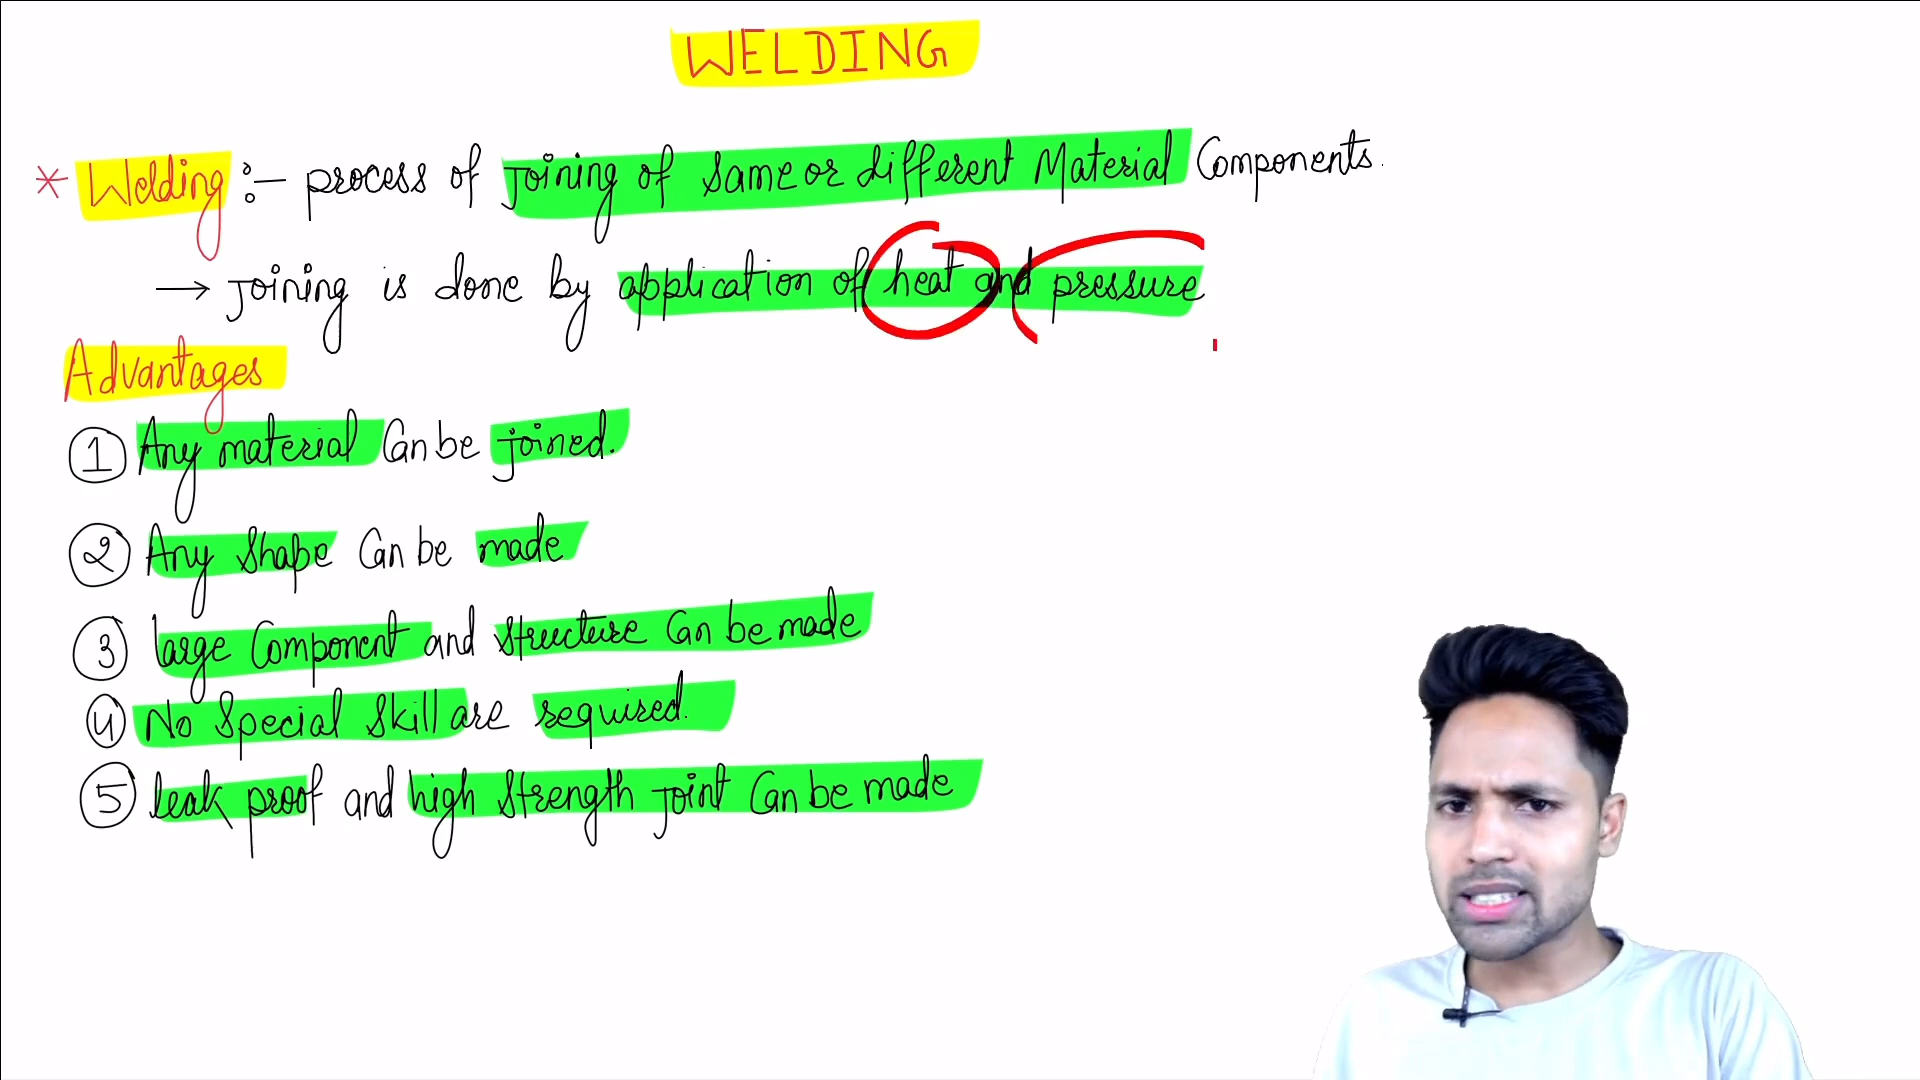 WELDING
* Welding :- process of joining of same or different Material Components.
→ joining is done by application of heat and pressure
Advantages
① Any material Can be joined.
② Any shape Can be made
③ large Component and structure Can be made
④ No special skill are required.
⑤ leak proof and high strength joint Can be made